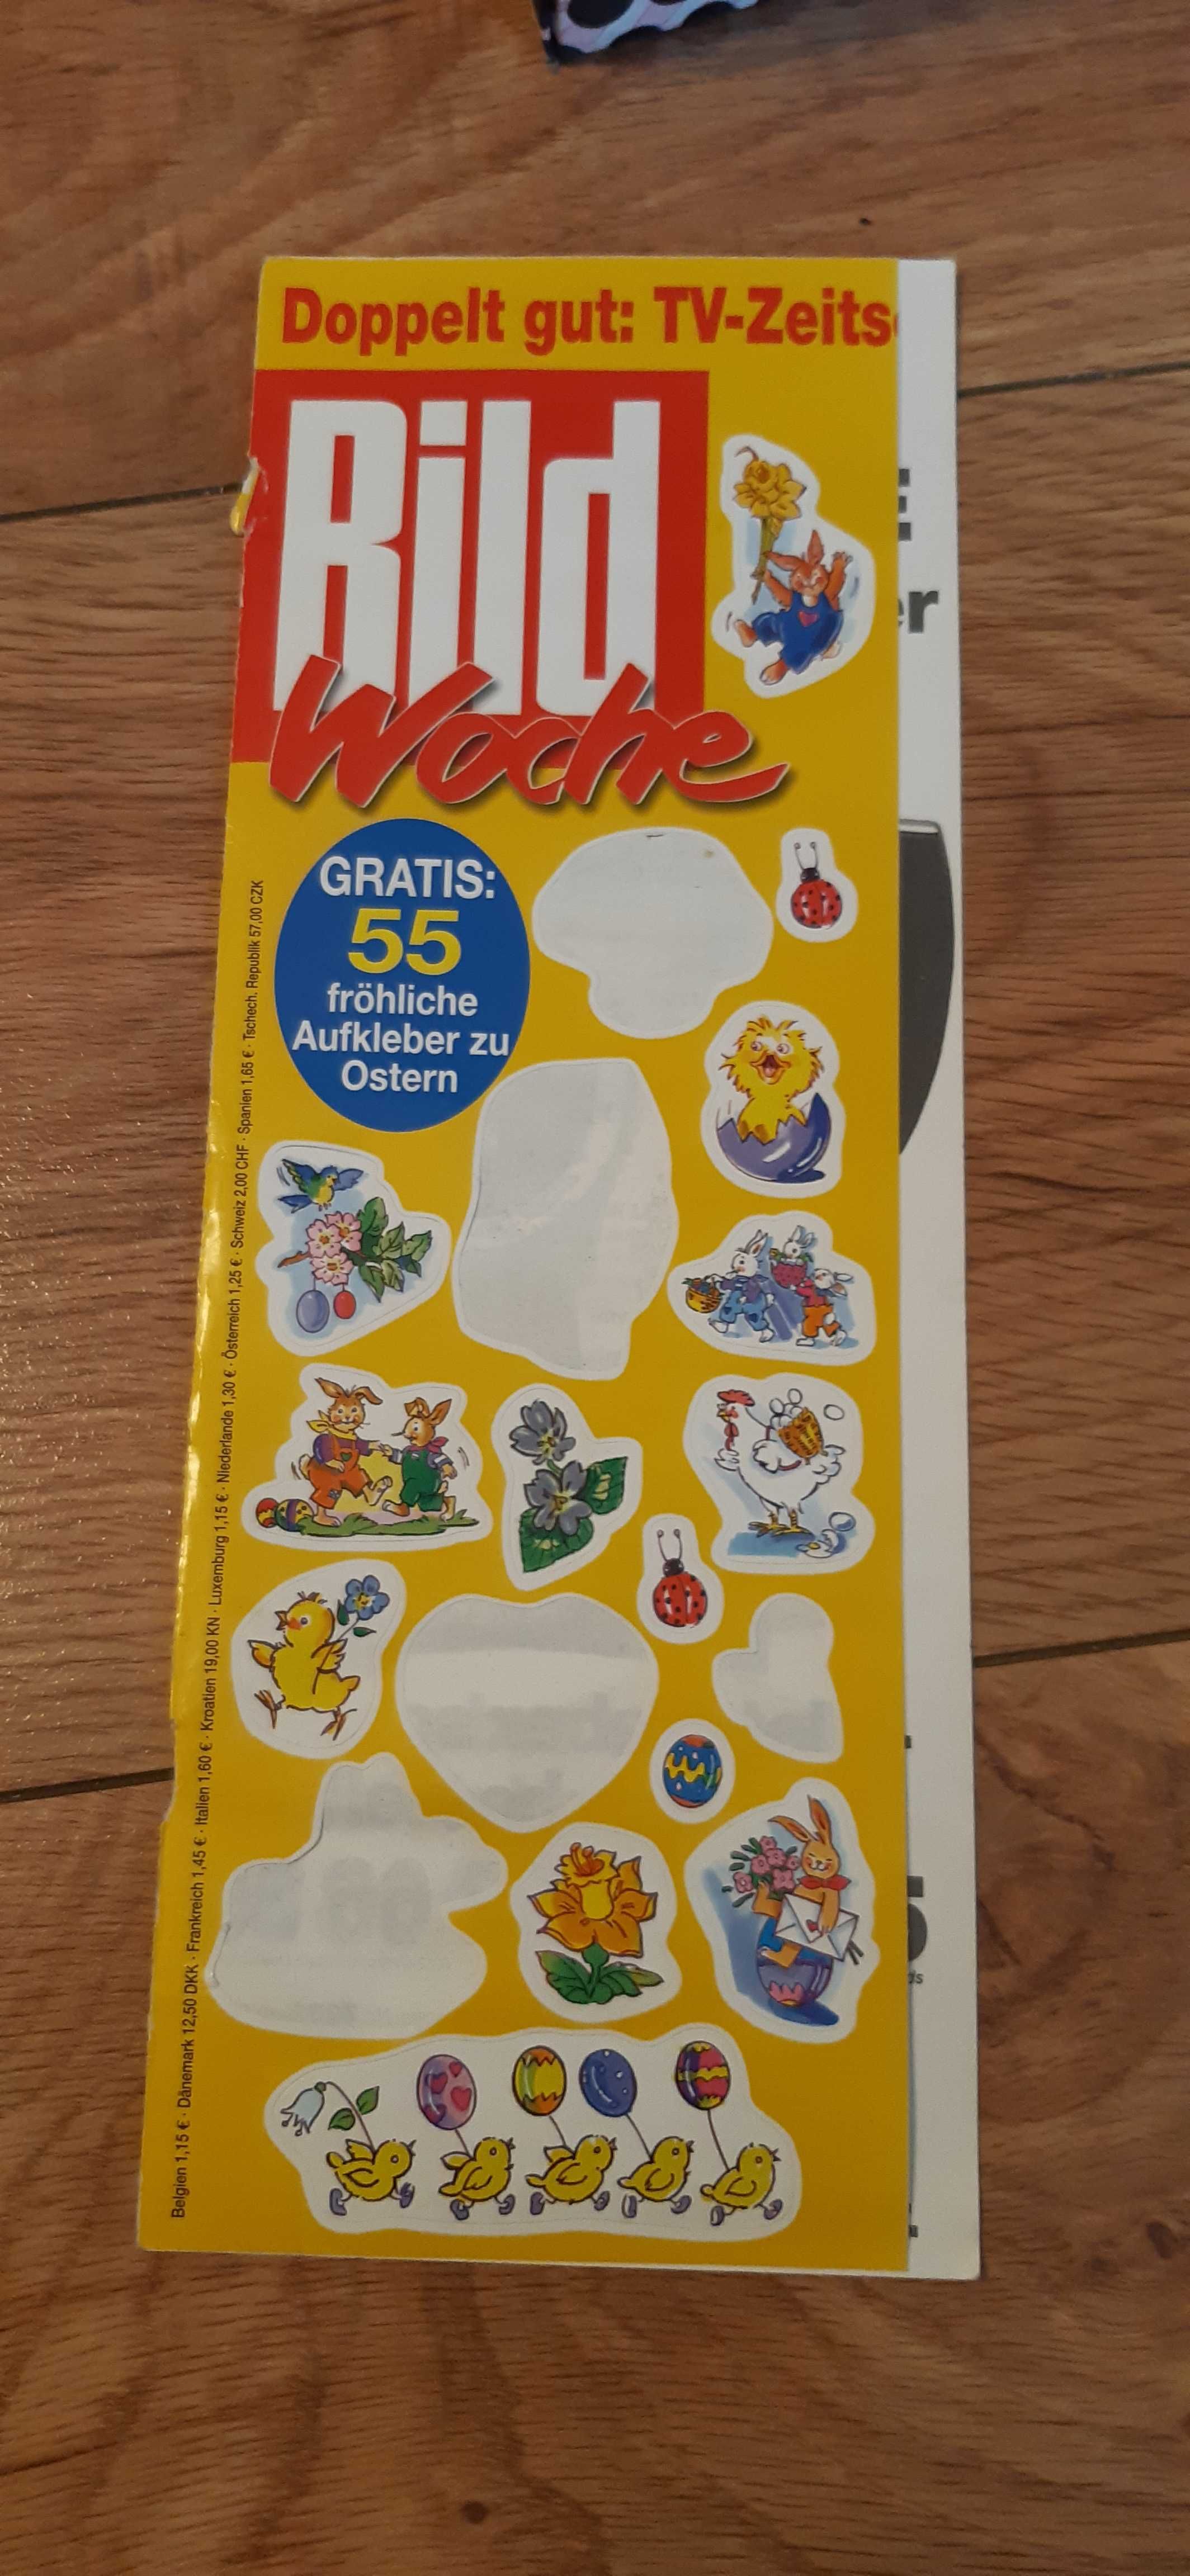 Doppelt gut: TV-Zeits
Bild
Woche
GRATIS:
55
fröhliche
Aufkleber zu
Ostern
Belgien 1,15 € · Dänemark 12,50 DKK · Frankreich 1,45 € · Italien 1,60 € · Kroatien 19,00 KN · Luxemburg 1,15 € · Niederlande 1,30 € · Österreich 1,25 € · Schweiz 2,00 CHF · Spanien 1,65 € · Tschech. Republik 57,00 CZK
er